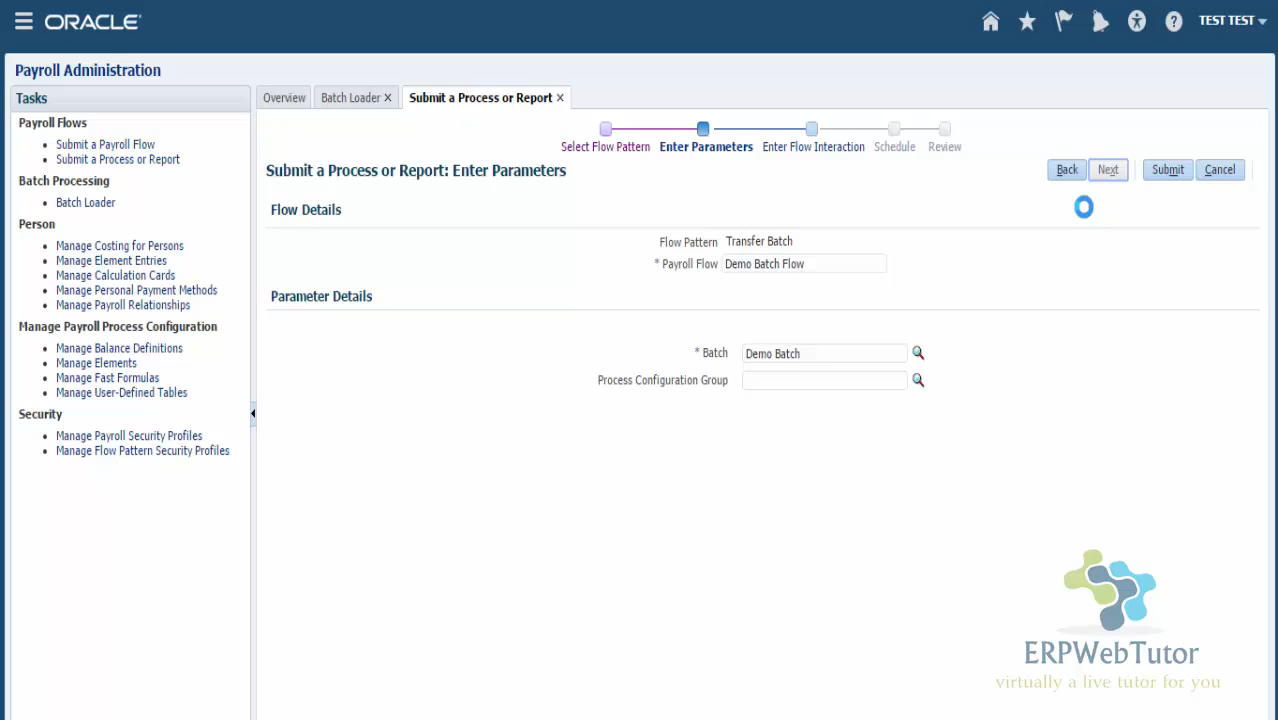 ORACLE
TEST TEST
Payroll Administration
Tasks
Payroll Flows
Submit a Payroll Flow
Submit a Process or Report
Batch Processing
Batch Loader
Person
Manage Costing for Persons
Manage Element Entries
Manage Calculation Cards
Manage Personal Payment Methods
Manage Payroll Relationships
Manage Payroll Process Configuration
Manage Balance Definitions
Manage Elements
Manage Fast Formulas
Manage User-Defined Tables
Security
Manage Payroll Security Profiles
Manage Flow Pattern Security Profiles
Overview
Batch Loader
Submit a Process or Report
Select Flow Pattern
Enter Parameters
Enter Flow Interaction
Schedule
Review
Submit a Process or Report: Enter Parameters
Back
Next
Submit
Cancel
Flow Details
Flow Pattern Transfer Batch
* Payroll Flow Demo Batch Flow
Parameter Details
* Batch Demo Batch
Process Configuration Group
ERPWebTutor
virtually a live tutor for you